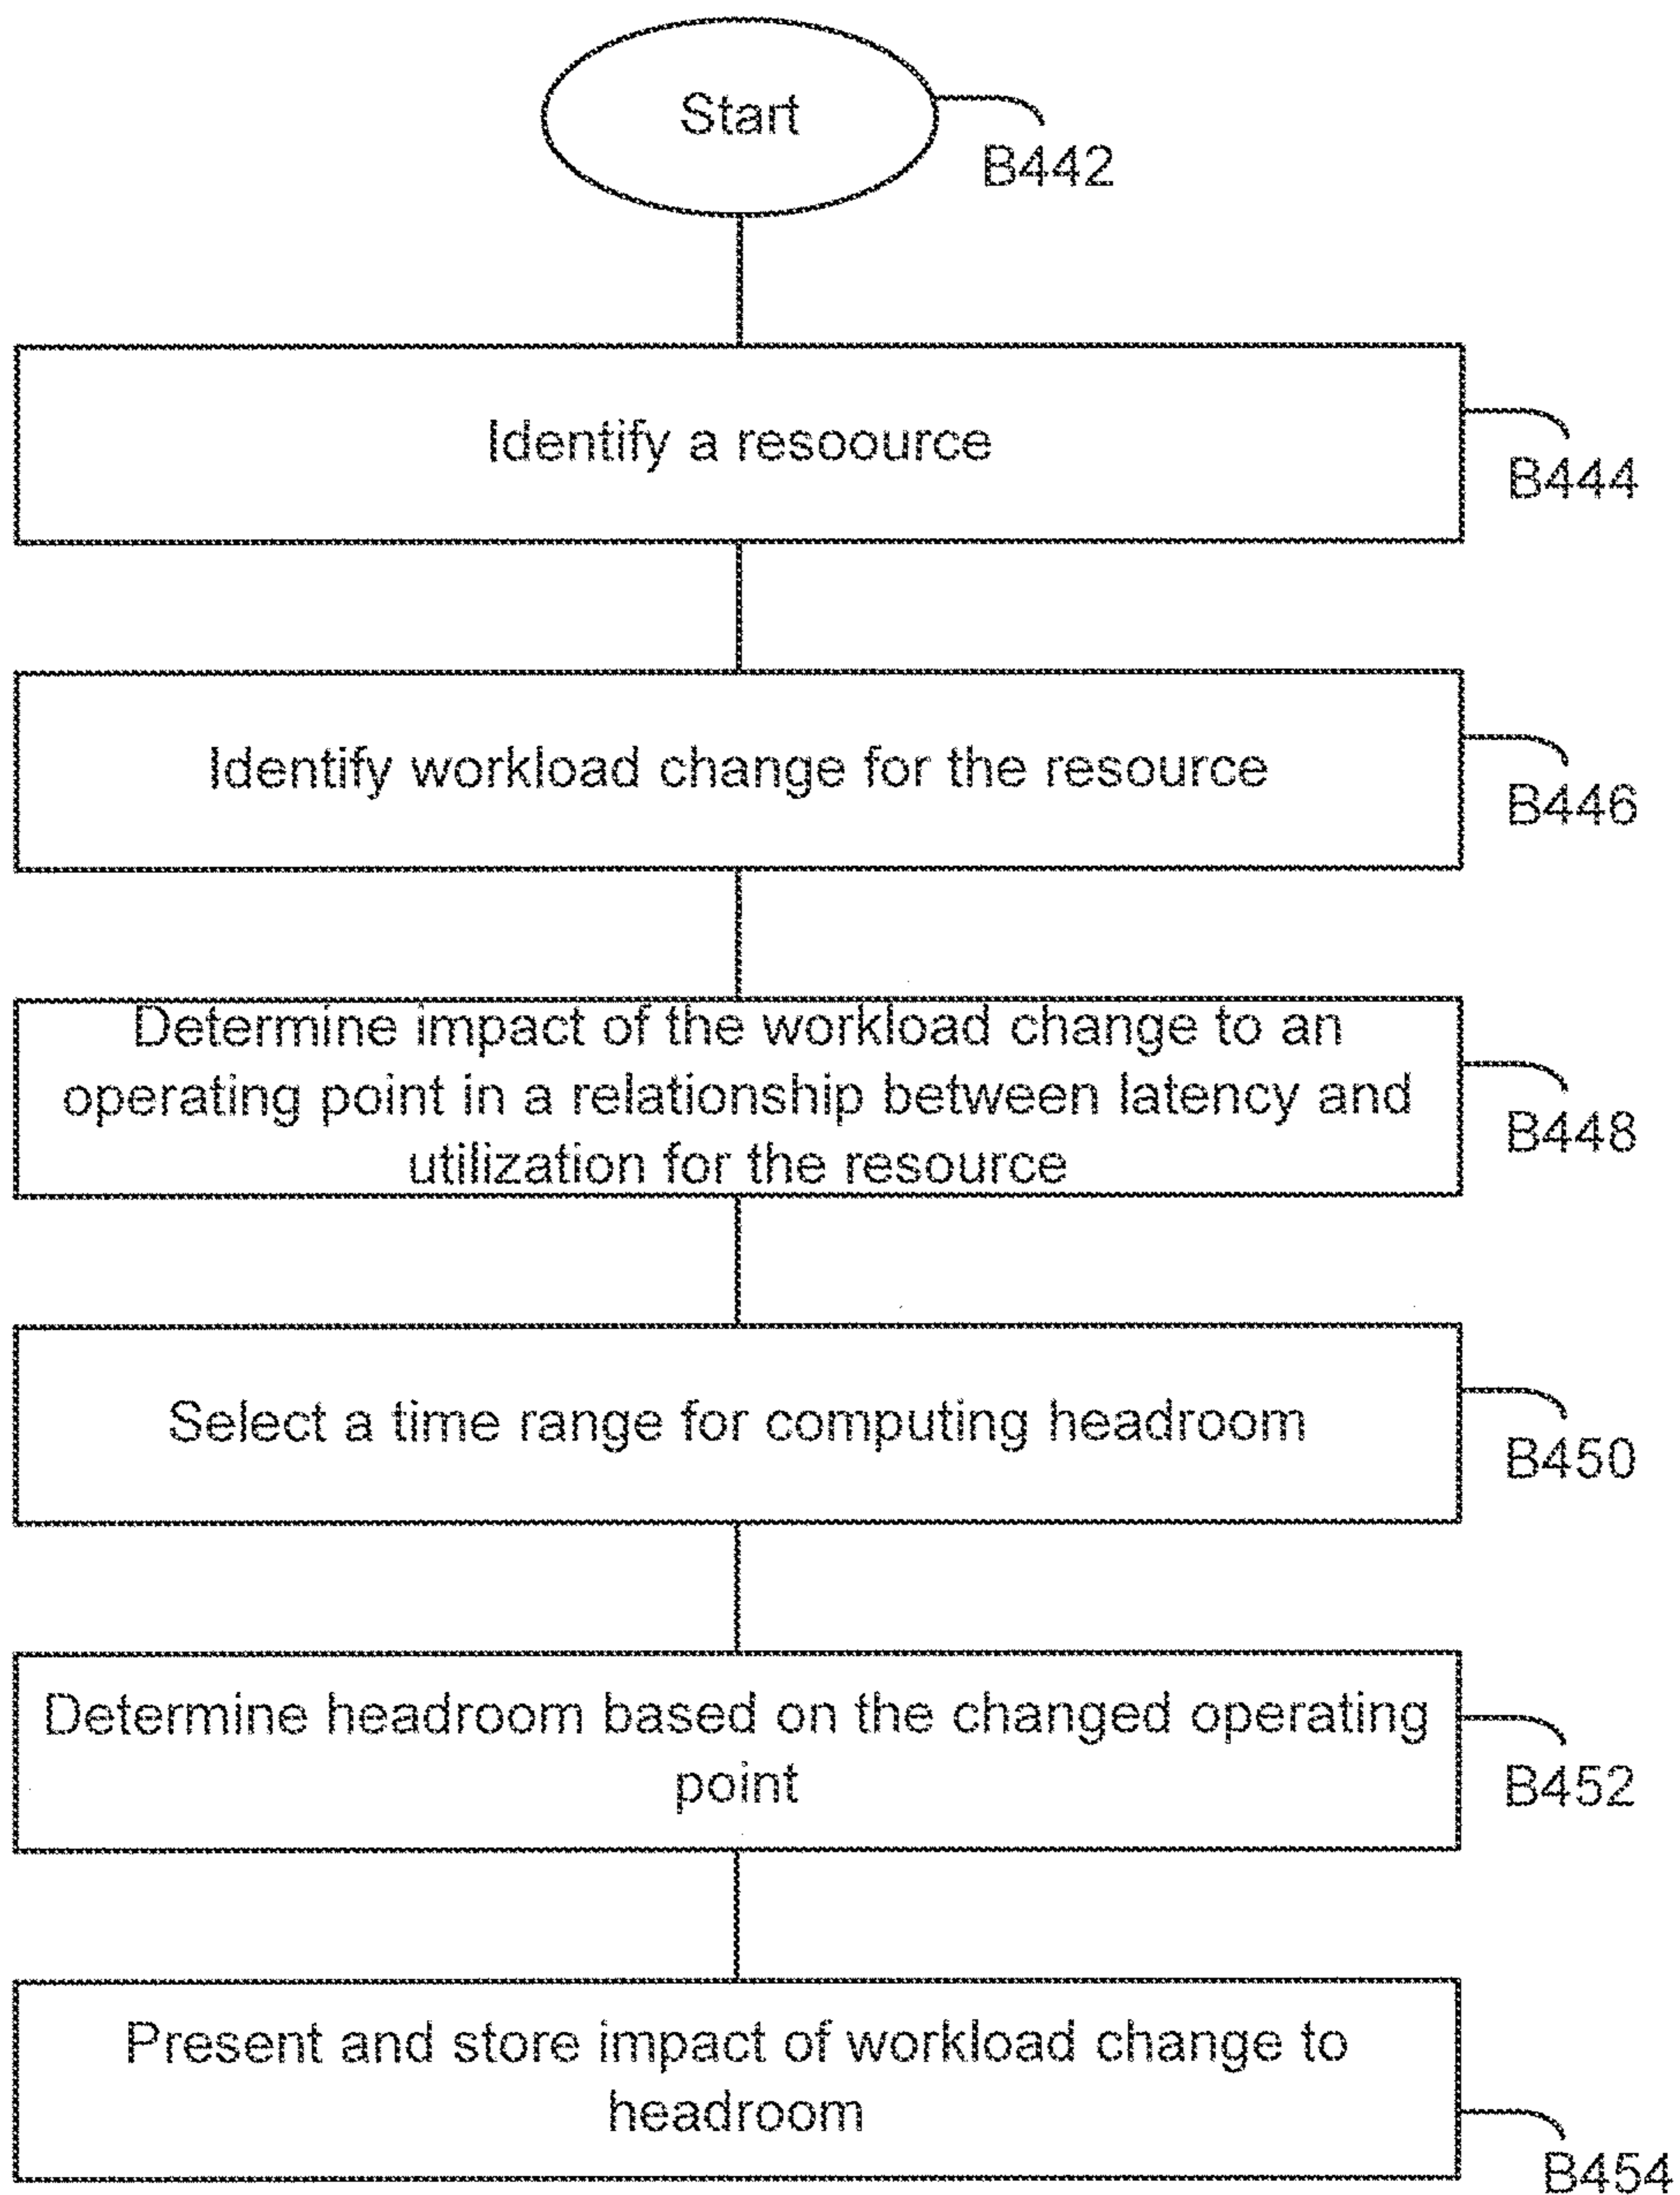 Start
B442
Identify a resoource
B444
Identify workload change for the resource
B446
Determine impact of the workload change to an
operating point in a relationship between latency and
utilization for the resource
B448
Select a time range for computing headroom
B450
Determine headroom based on the changed operating
point
B452
Present and store impact of workload change to
headroom
B454